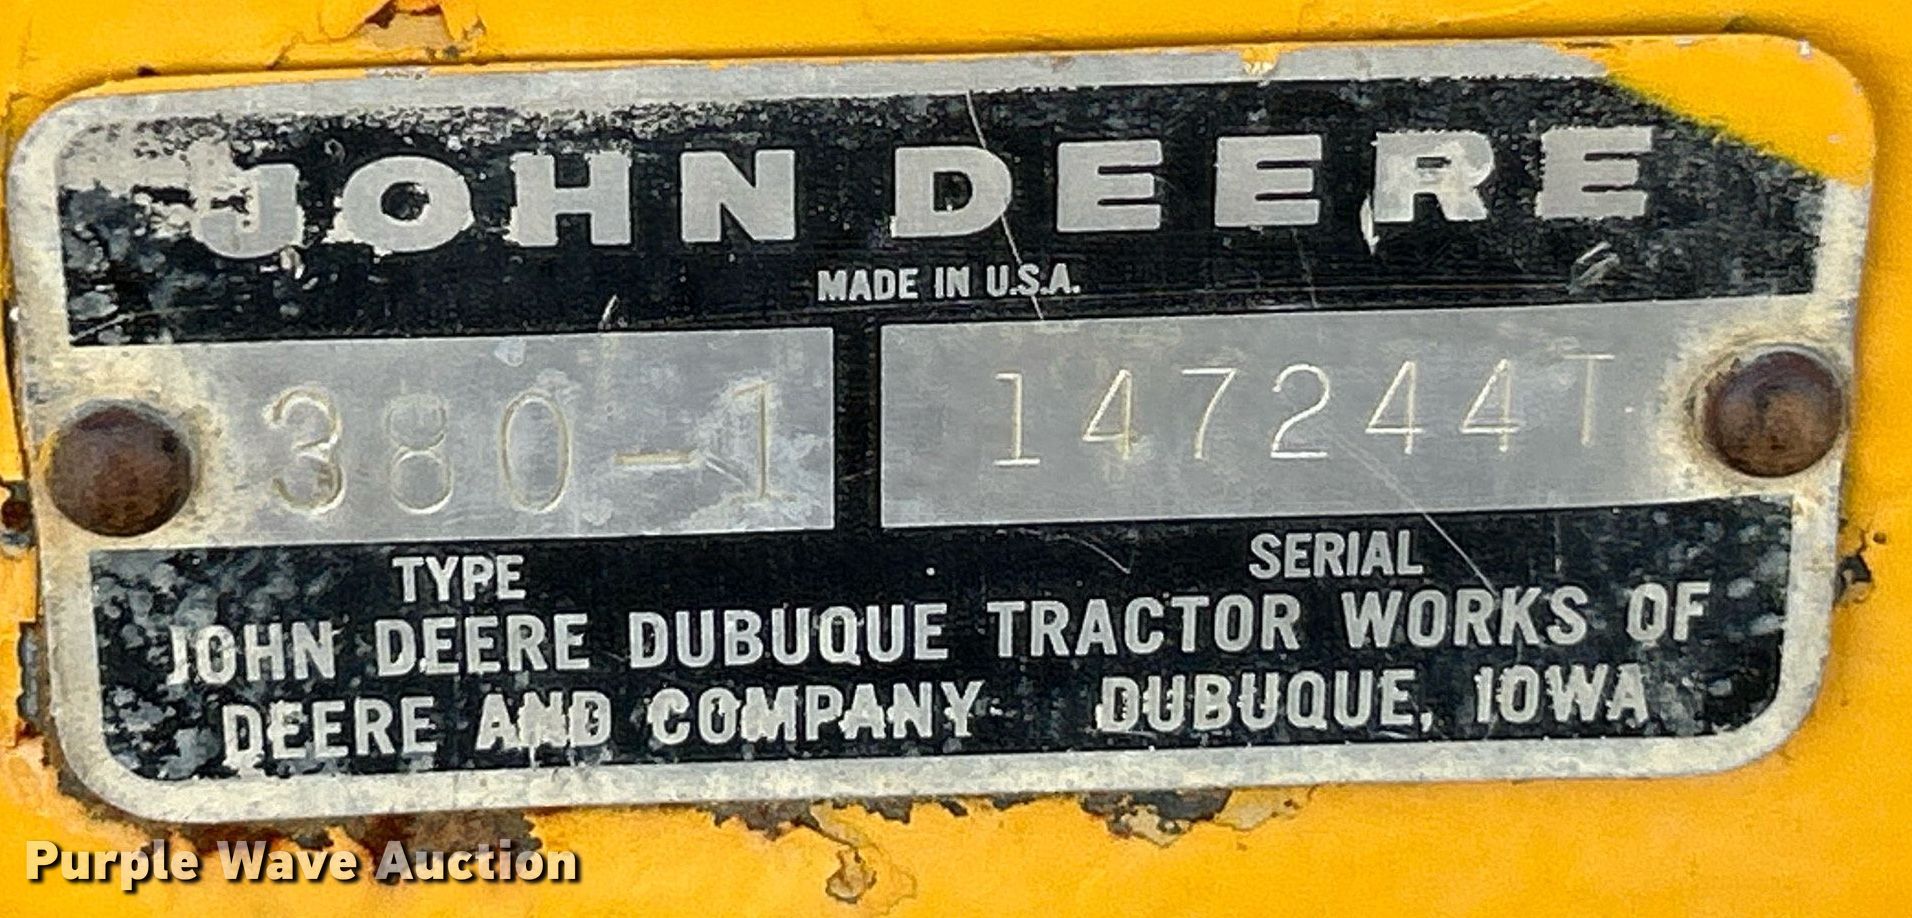 JOHN DEERE
MADE IN U.S.A.
380-1 147244T
TYPE SERIAL
JOHN DEERE DUBUQUE TRACTOR WORKS OF
DEERE AND COMPANY DUBUQUE, IOWA
Purple Wave Auction